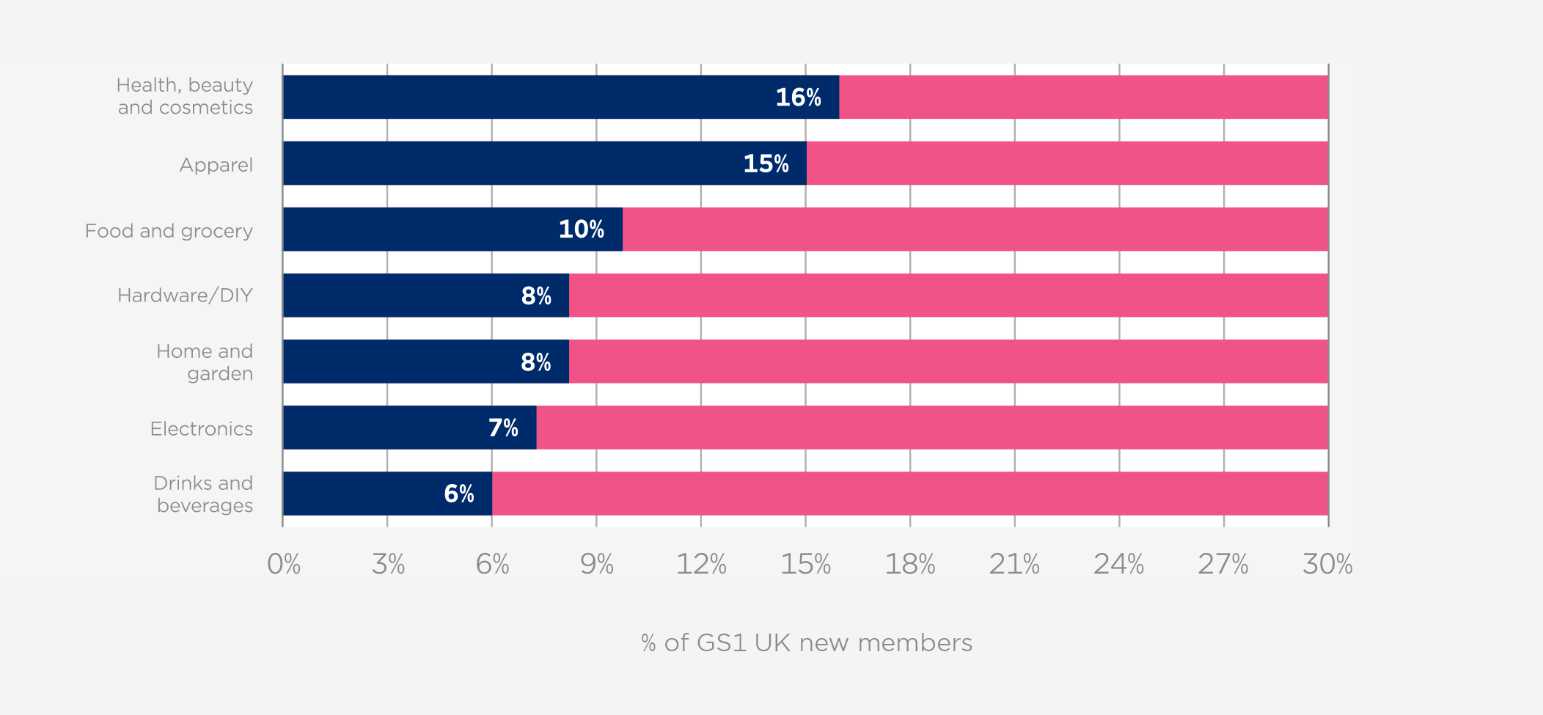 Health, beauty
and cosmetics
16%
Apparel
15%
Food and grocery
10%
Hardware/DIY
8%
Home and
garden
8%
Electronics
7%
Drinks and
beverages
6%
0% 3% 6% 9% 12% 15% 18% 21% 24% 27% 30%
% of GS1 UK new members